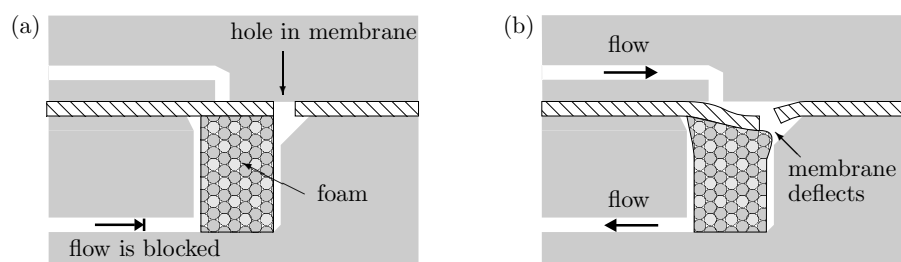 (a)
hole in membrane
foam
flow is blocked
(b)
flow
membrane
deflects
flow